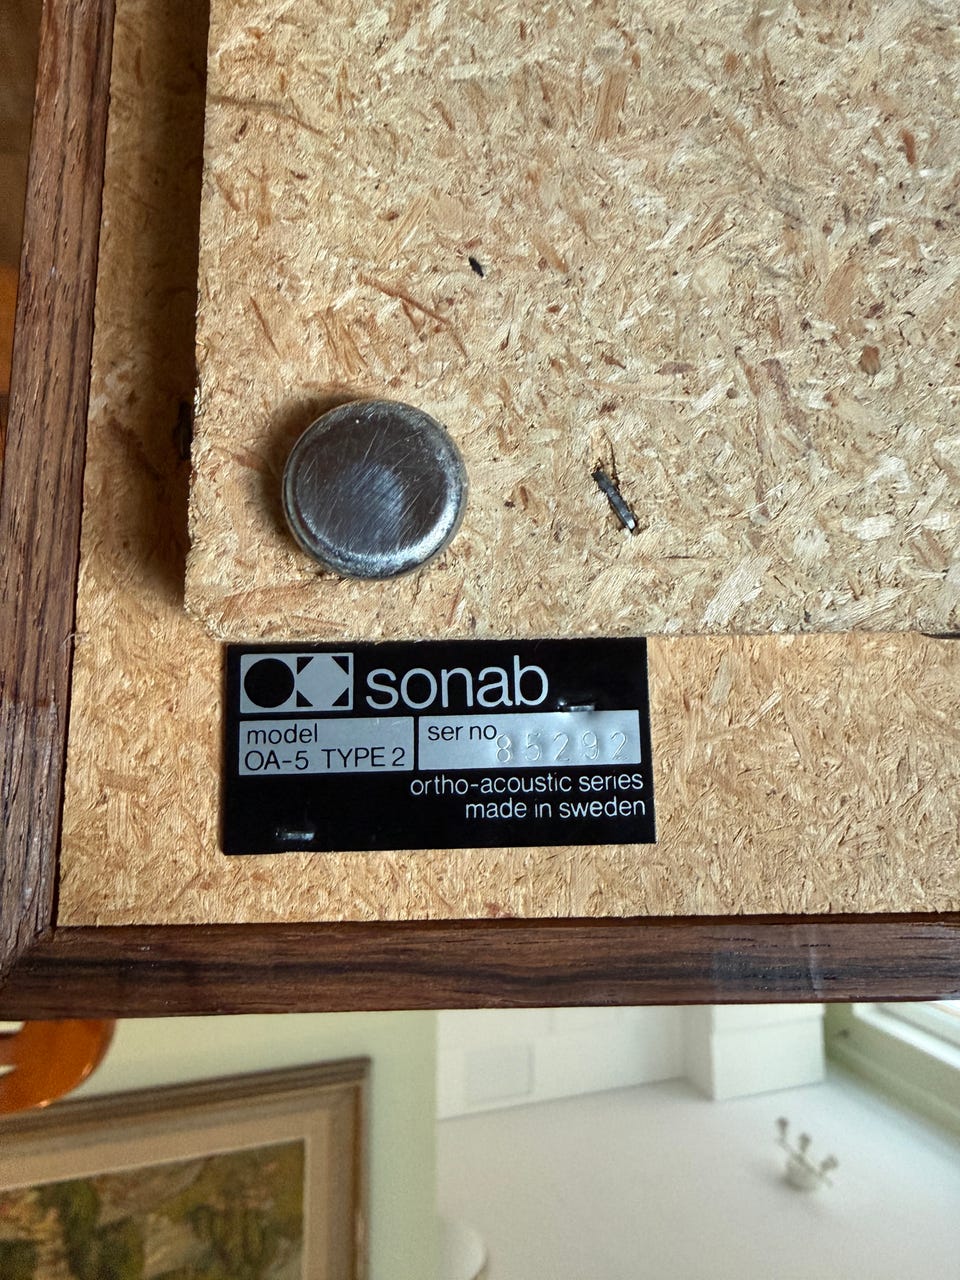 sonab
model
OA-5 TYPE 2
ser no 85292
ortho-acoustic series
made in sweden